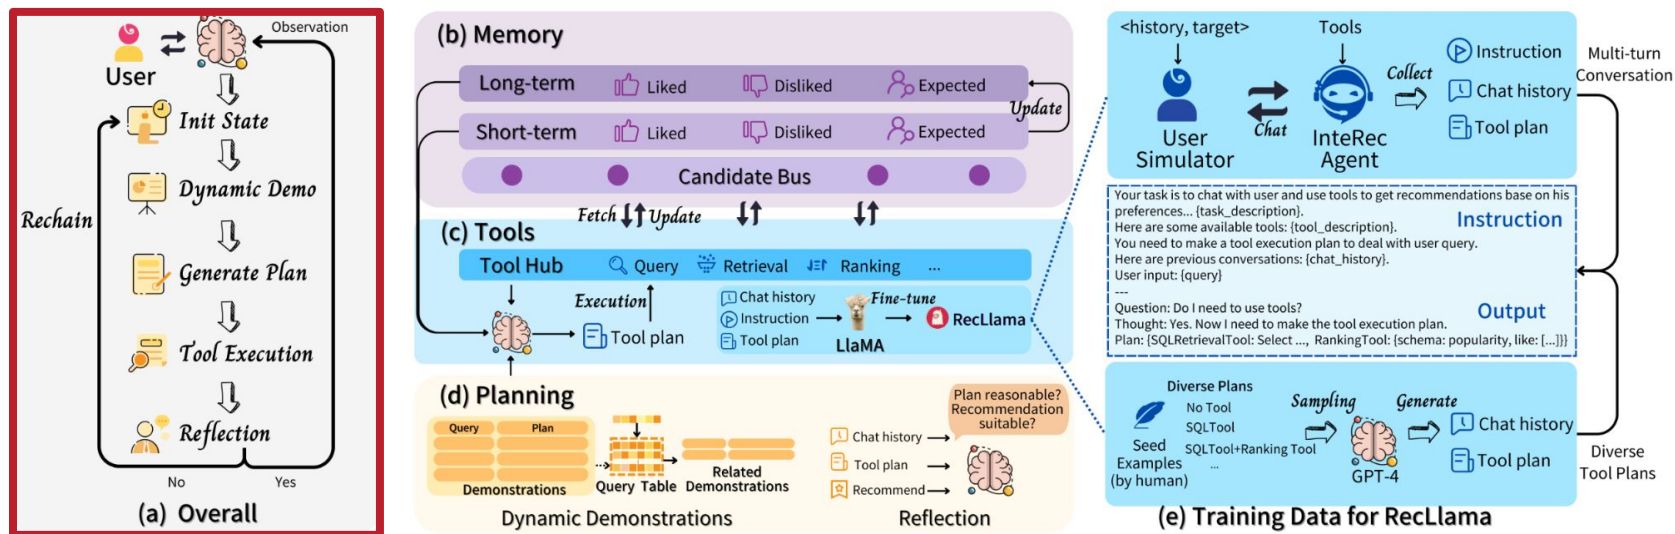 Observation
User
Init State
Dynamic Demo
Rechain
Generate Plan
Tool Execution
Reflection
No
Yes
(a) Overall
(b) Memory
Long-term
Liked
Disliked
Expected
Update
Short-term
Liked
Disliked
Expected
Candidate Bus
Fetch
Update
(c) Tools
Tool Hub
Query
Retrieval
Ranking
...
Execution
Tool plan
Chat history
Instruction
Tool plan
LlaMA
Fine-tune
RecLlama
(d) Planning
Query
Plan
Demonstrations
Query Table
Related
Demonstrations
Dynamic Demonstrations
Plan reasonable?
Recommendation
suitable?
Chat history
Tool plan
Recommend
Reflection
<history, target>
Tools
User
Simulator
Chat
InteRec
Agent
Collect
Instruction
Chat history
Tool plan
Multi-turn
Conversation
Your task is to chat with user and use tools to get recommendations base on his
preferences... {task_description}.
Here are some available tools: {tool_description}.
Instruction
You need to make a tool execution plan to deal with user query.
Here are previous conversations: {chat_history}.
User input: {query}
---
Question: Do I need to use tools?
Output
Thought: Yes. Now I need to make the tool execution plan.
Plan: {SQLRetrievalTool: Select ..., RankingTool: {schema: popularity, like: [...]}}}
Diverse Plans
No Tool
SQLTool
SQLTool+Ranking Tool
...
Seed
Examples
(by human)
Sampling
GPT-4
Generate
Chat history
Tool plan
Diverse
Tool Plans
(e) Training Data for RecLlama